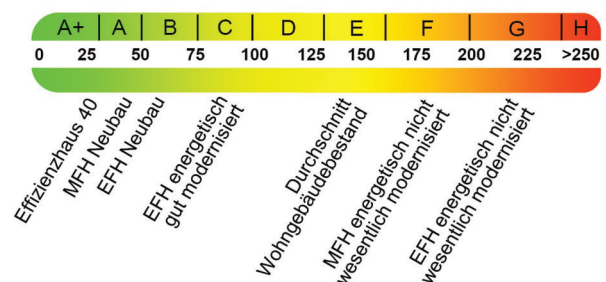 A+ A B C D E F G H
0 25 50 75 100 125 150 175 200 225 >250
Effizienzhaus 40
MFH Neubau
EFH Neubau
EFH energetisch
gut modernisiert
Durchschnitt
Wohngebäudebestand
MFH energetisch nicht
wesentlich modernisiert
EFH energetisch nicht
wesentlich modernisiert